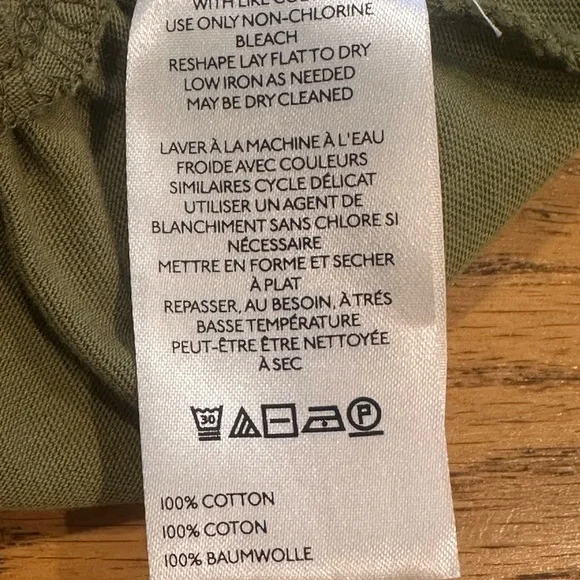 WITH LIKE CO
USE ONLY NON-CHLORINE
BLEACH
RESHAPE LAY FLAT TO DRY
LOW IRON AS NEEDED
MAY BE DRY CLEANED
LAVER À LA MACHINE À L'EAU
FROIDE AVEC COULEURS
SIMILAIRES CYCLE DÉLICAT
UTILISER UN AGENT DE
BLANCHIMENT SANS CHLORE SI
NÉCESSAIRE
METTRE EN FORME ET SECHER
À PLAT
REPASSER, AU BESOIN, À TRÉS
BASSE TEMPÉRATURE
PEUT-ÊTRE ÊTRE NETTOYÉE
À SEC
30 P
100% COTTON
100% COTON
100% BAUMWOLLE